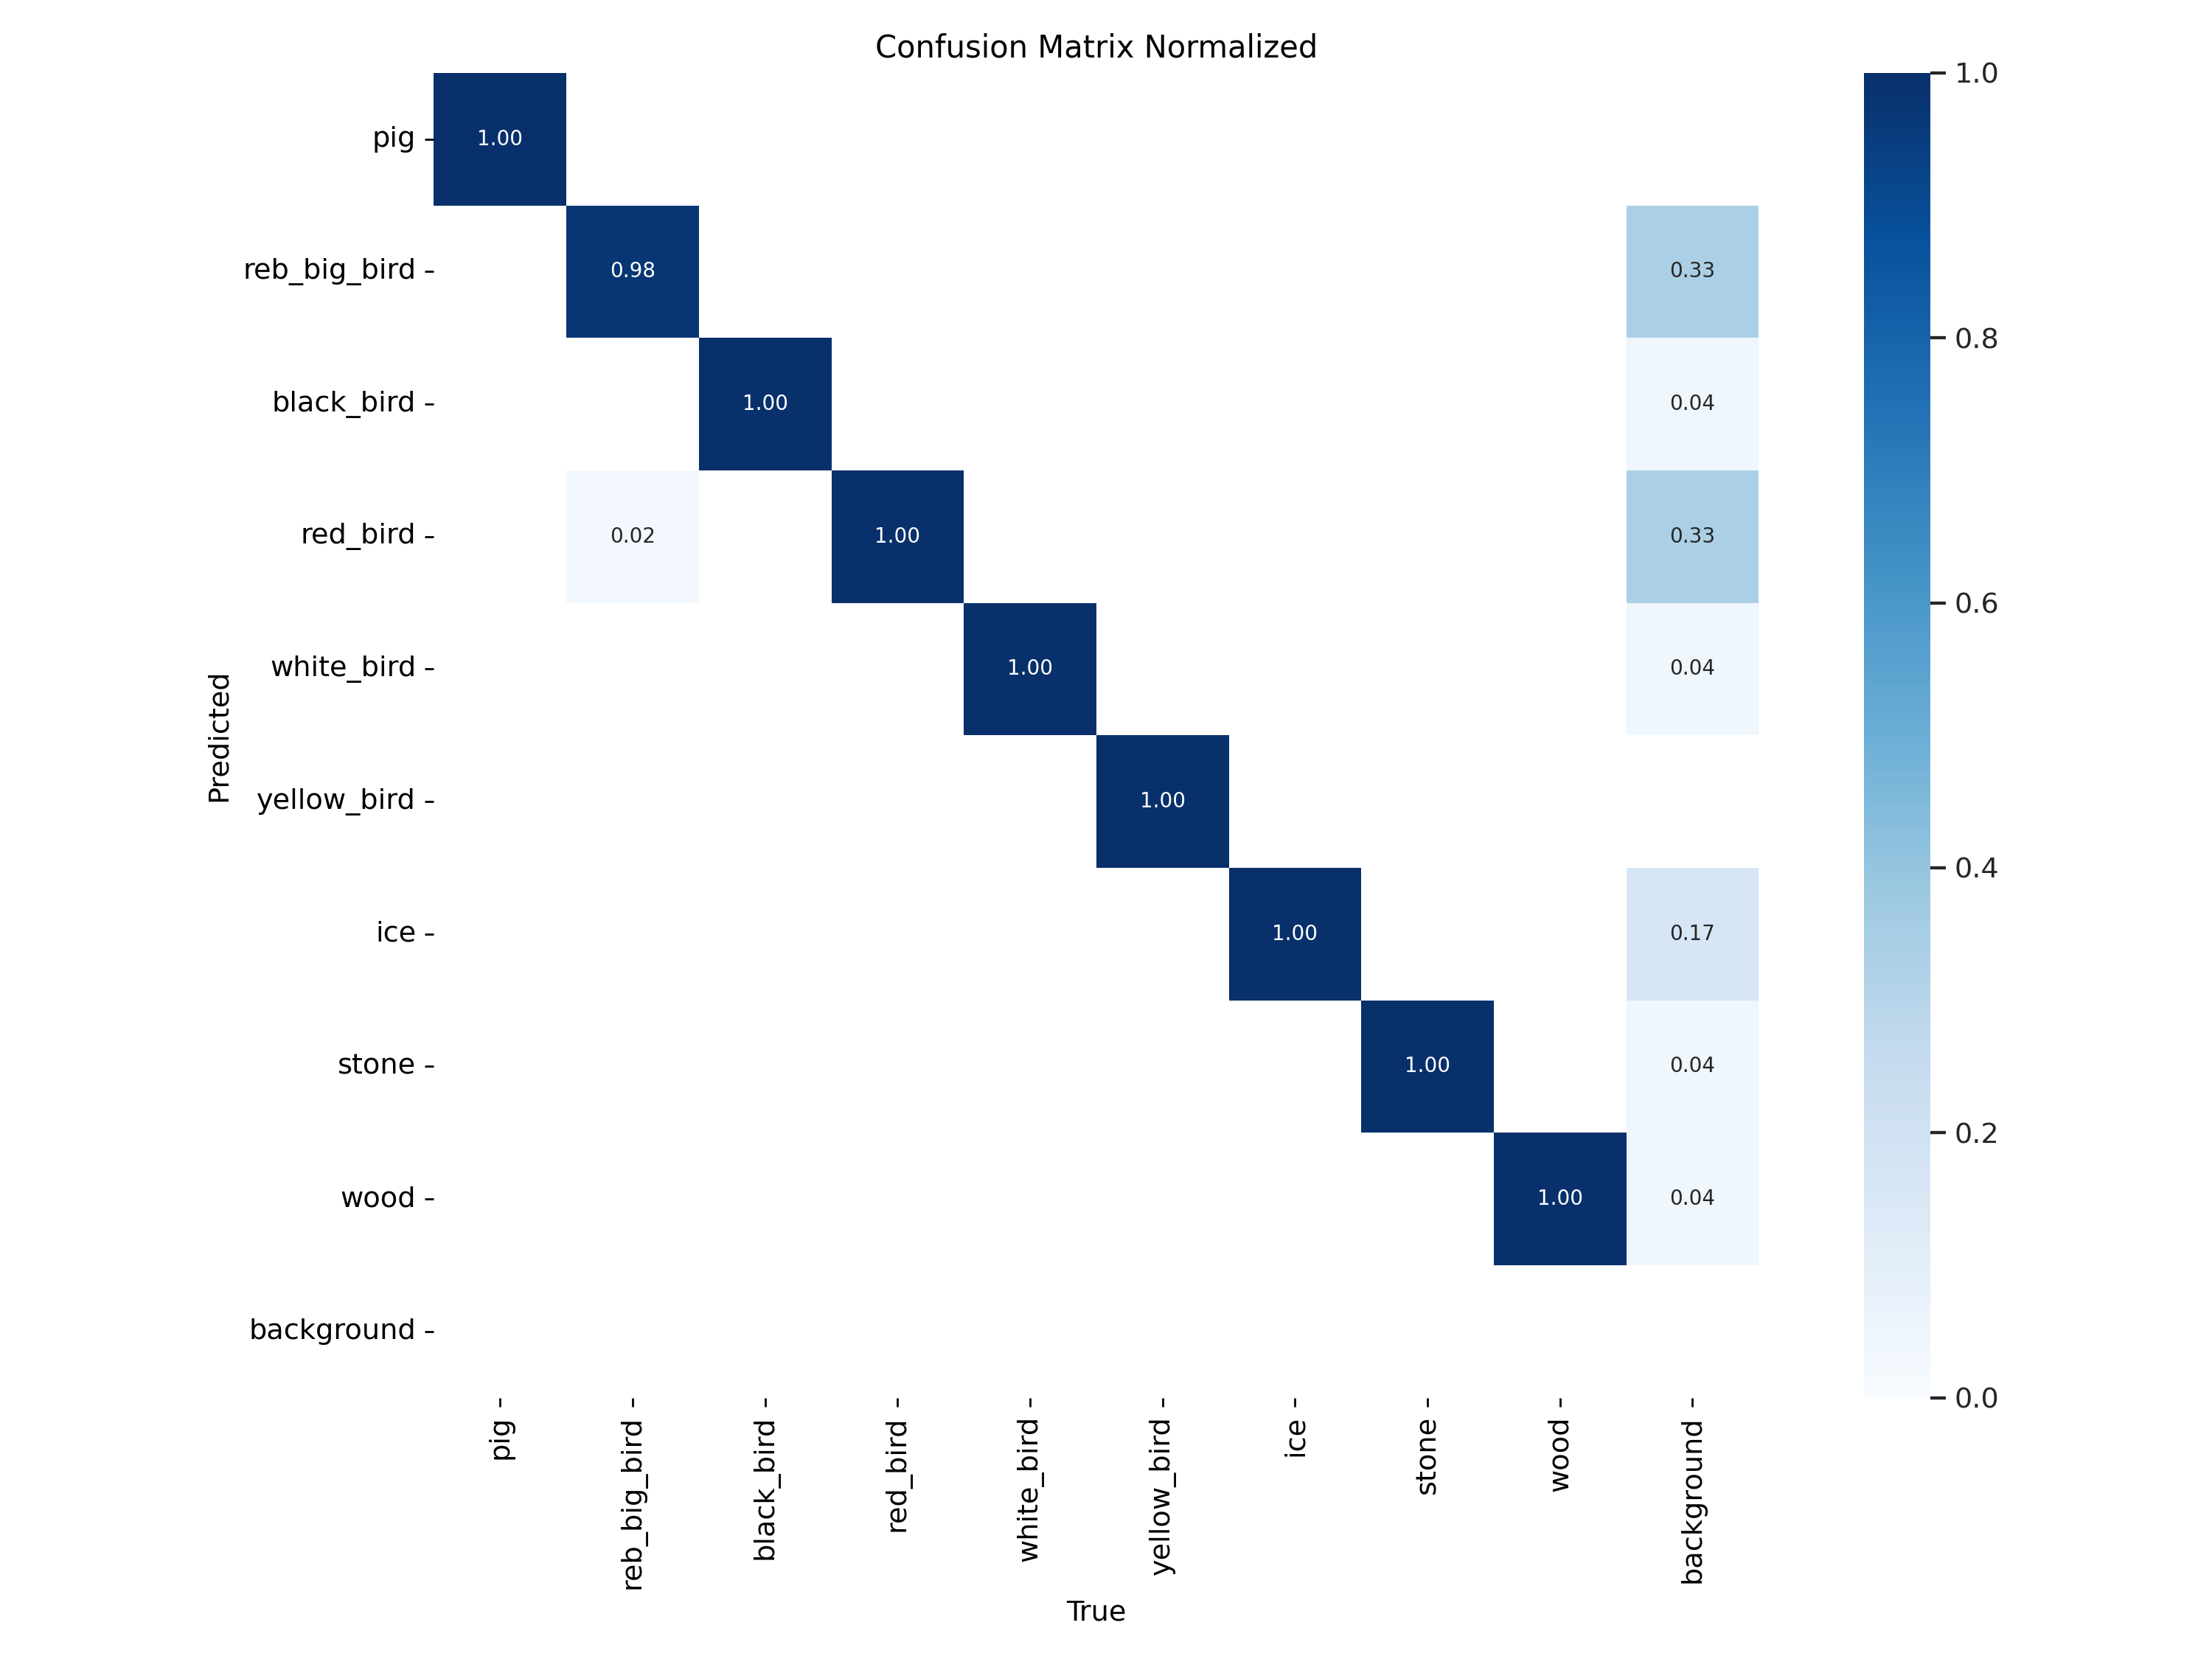 Confusion Matrix Normalized
pig
1.00
reb_big_bird
0.98
0.33
black_bird
1.00
0.04
red_bird
0.02
1.00
0.33
white_bird
1.00
0.04
yellow_bird
1.00
ice
1.00
0.17
stone
1.00
0.04
wood
1.00
0.04
background
Predicted
pig
reb_big_bird
black_bird
red_bird
white_bird
yellow_bird
ice
stone
wood
background
True
1.0
0.8
0.6
0.4
0.2
0.0